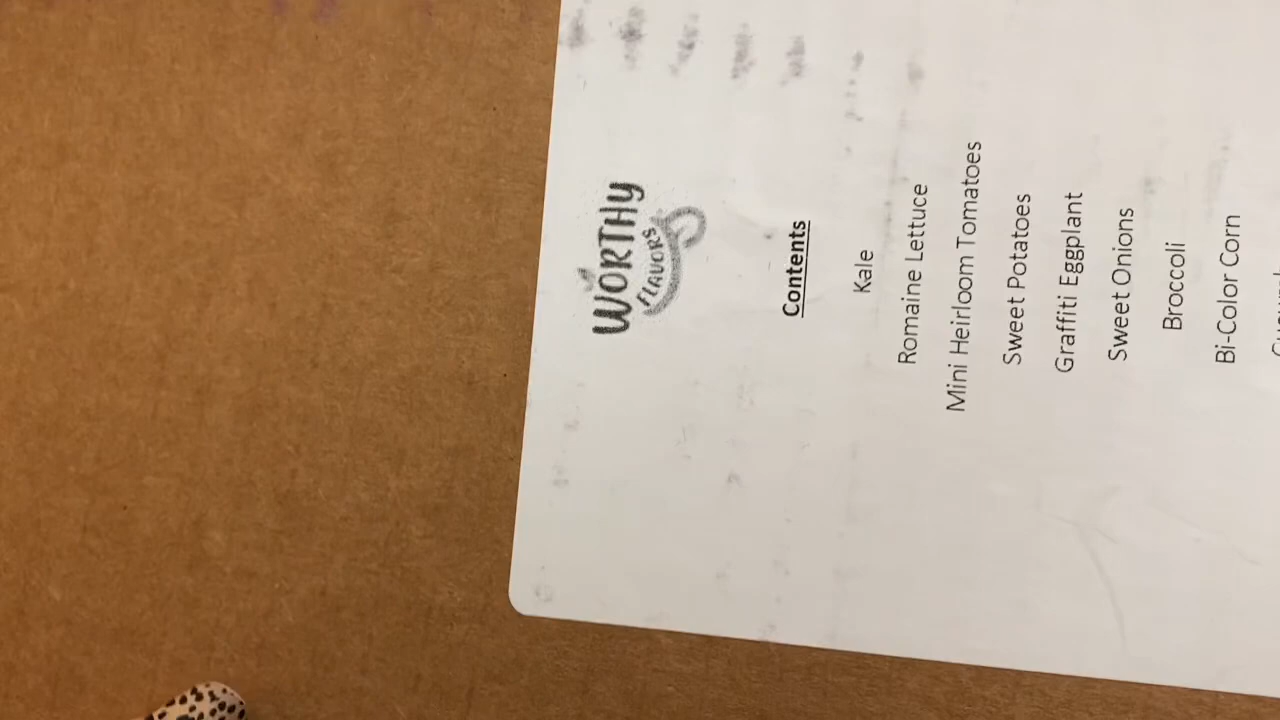 WORTHY
FLAVORS
Contents
Kale
Romaine Lettuce
Mini Heirloom Tomatoes
Sweet Potatoes
Graffiti Eggplant
Sweet Onions
Broccoli
Bi-Color Corn